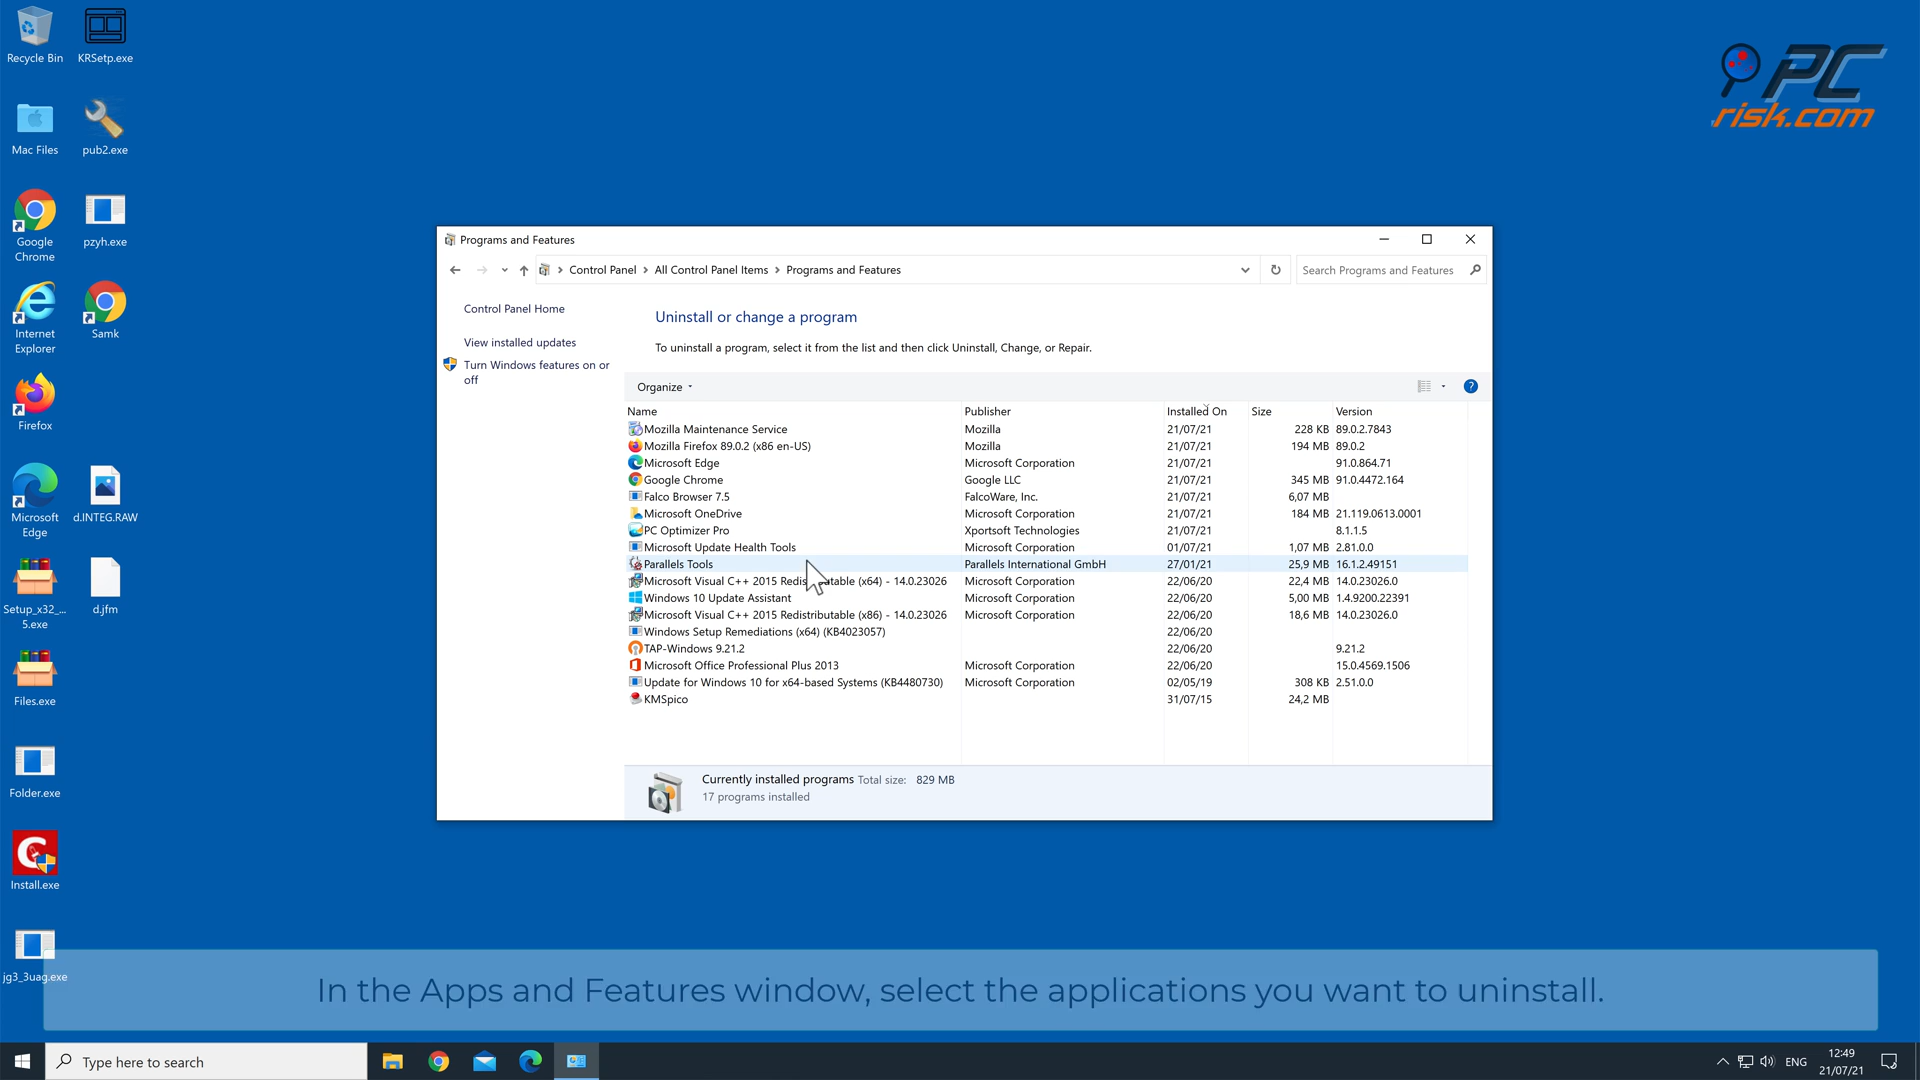 Recycle Bin
KRSetp.exe
Mac Files
pub2.exe
Google
Chrome
pzyh.exe
Internet
Explorer
Samk
Firefox
Microsoft
Edge
d.INTEG.RAW
Setup_x32_...
5.exe
d.jfm
Files.exe
Folder.exe
Install.exe
jg3_3uag.exe
PC
risk.com
Programs and Features
Control Panel > All Control Panel Items > Programs and Features
Search Programs and Features
Control Panel Home
View installed updates
Turn Windows features on or
off
Uninstall or change a program
To uninstall a program, select it from the list and then click Uninstall, Change, or Repair.
Organize
Name Publisher Installed On Size Version
Mozilla Maintenance Service Mozilla 21/07/21 228 KB 89.0.2.7843
Mozilla Firefox 89.0.2 (x86 en-US) Mozilla 21/07/21 194 MB 89.0.2
Microsoft Edge Microsoft Corporation 21/07/21 91.0.864.71
Google Chrome Google LLC 21/07/21 345 MB 91.0.4472.164
Falco Browser 7.5 FalcoWare, Inc. 21/07/21 6,07 MB
Microsoft OneDrive Microsoft Corporation 21/07/21 184 MB 21.119.0613.0001
PC Optimizer Pro Xportsoft Technologies 21/07/21 8.1.1.5
Microsoft Update Health Tools Microsoft Corporation 01/07/21 1,07 MB 2.81.0.0
Parallels Tools Parallels International GmbH 27/01/21 25,9 MB 16.1.2.49151
Microsoft Visual C++ 2015 Redistributable (x64) - 14.0.23026 Microsoft Corporation 22/06/20 22,4 MB 14.0.23026.0
Windows 10 Update Assistant Microsoft Corporation 22/06/20 5,00 MB 1.4.9200.22391
Microsoft Visual C++ 2015 Redistributable (x86) - 14.0.23026 Microsoft Corporation 22/06/20 18,6 MB 14.0.23026.0
Windows Setup Remediations (x64) (KB4023057) 22/06/20
TAP-Windows 9.21.2 22/06/20 9.21.2
Microsoft Office Professional Plus 2013 Microsoft Corporation 22/06/20 15.0.4569.1506
Update for Windows 10 for x64-based Systems (KB4480730) Microsoft Corporation 02/05/19 308 KB 2.51.0.0
KMSpico 31/07/15 24,2 MB
Currently installed programs Total size: 829 MB
17 programs installed
In the Apps and Features window, select the applications you want to uninstall.
Type here to search
ENG
12:49
21/07/21